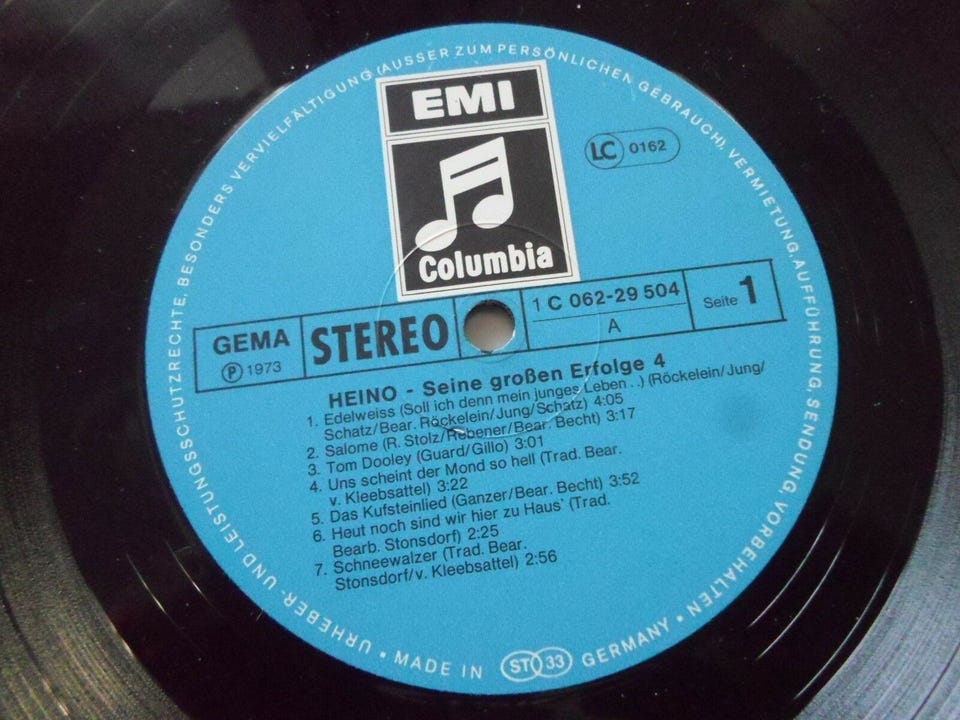 URHEBER- UND LEISTUNGSSCHUTZRECHTE, BESONDERS VERVIELFÄLTIGUNG (AUSSER ZUM PERSÖNLICHEN GEBRAUCH), VERMIETUNG, AUFFÜHRUNG, SENDUNG, VORBEHALTEN
EMI
Columbia
LC 0162
GEMA
Ⓟ 1973
STEREO
1 C 062-29 504
A
Seite 1
HEINO - Seine großen Erfolge 4
1. Edelweiss (Soll ich denn mein junges Leben . .) (Röckelein/Jung/
Schatz/Bear. Röckelein/Jung/Schatz) 4:05
2. Salome (R. Stolz/Rebener/Bear. Becht) 3:17
3. Tom Dooley (Guard/Gillo) 3:01
4. Uns scheint der Mond so hell (Trad. Bear.
v. Kleebsattel) 3:22
5. Das Kufsteinlied (Ganzer/Bear. Becht) 3:52
6. Heut noch sind wir hier zu Haus' (Trad.
Bearb. Stonsdorf) 2:25
7. Schneewalzer (Trad. Bear.
Stonsdorf/v. Kleebsattel) 2:56
• MADE IN ST 33 GERMANY •